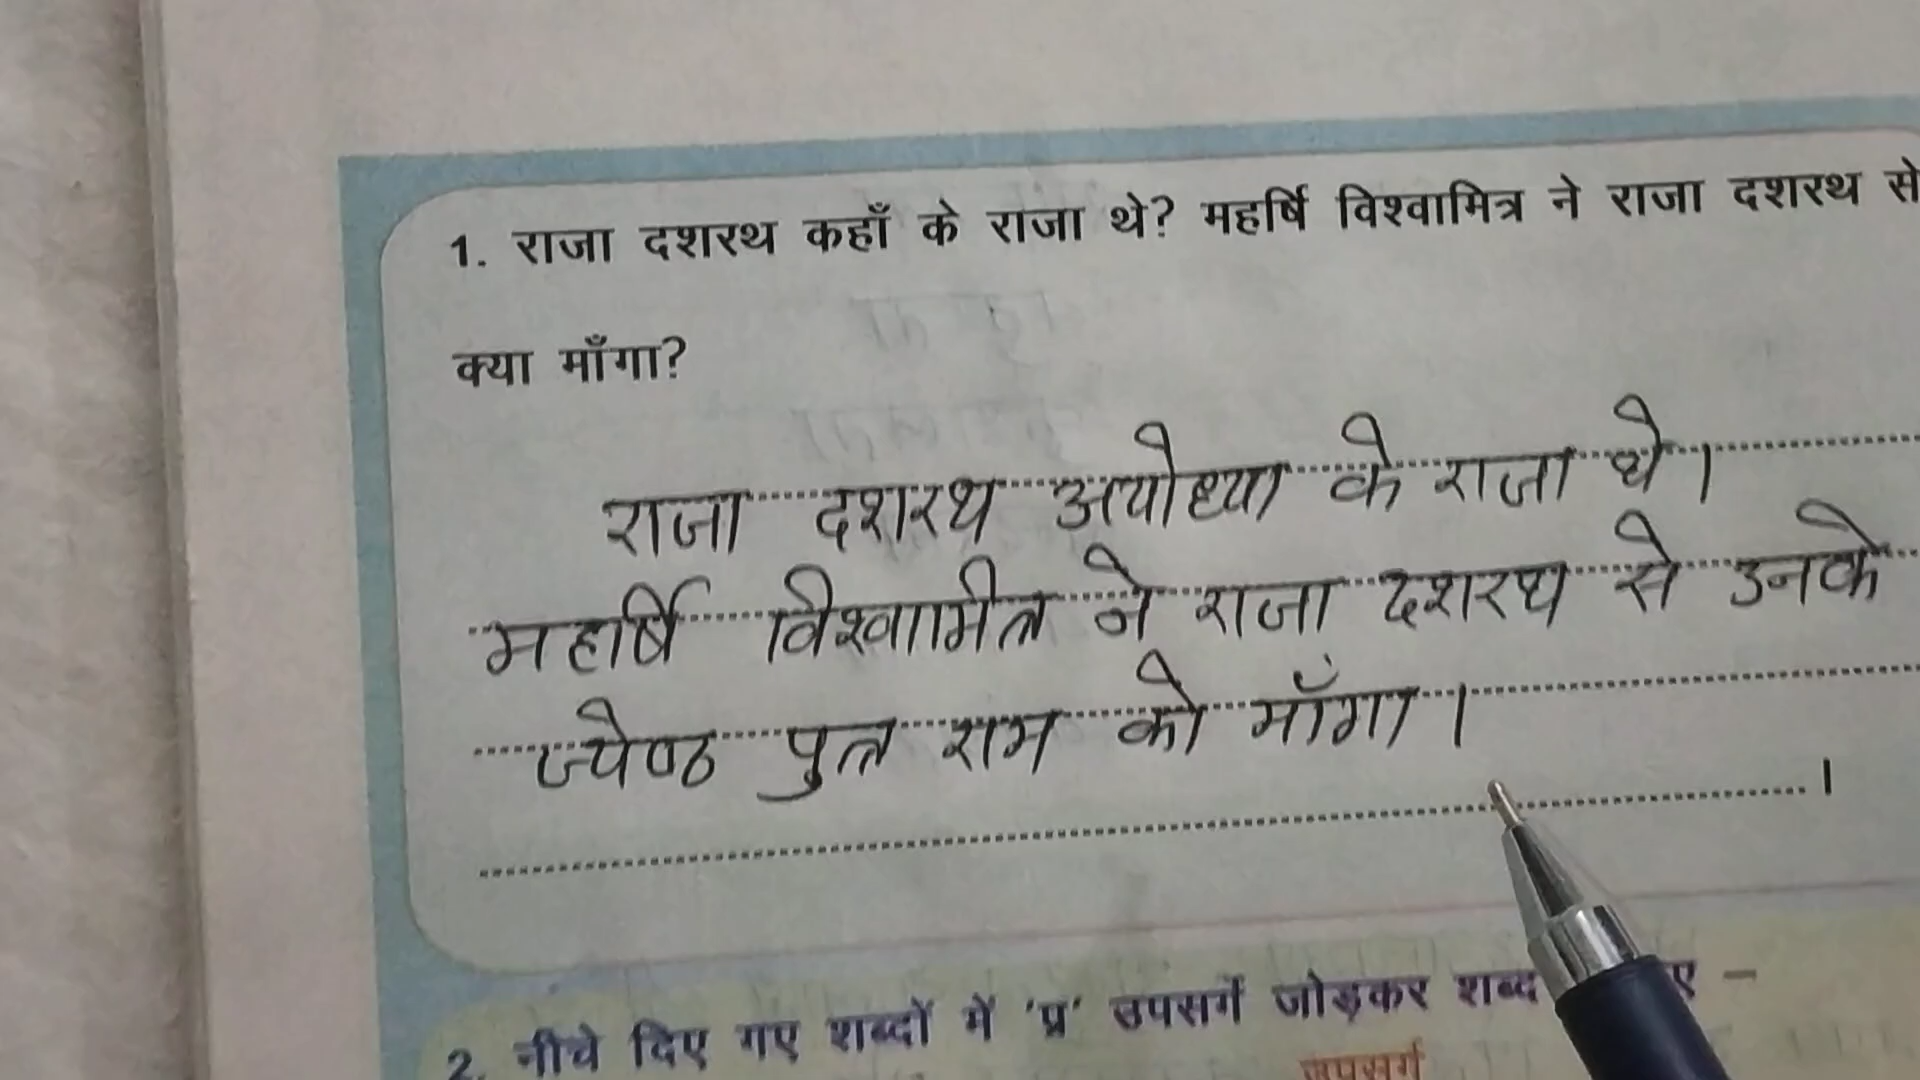 1. राजा दशरथ कहाँ के राजा थे? महर्षि विश्वामित्र ने राजा दशरथ से
क्या माँगा?
राजा दशरथ अयोध्या के राजा थे।
महर्षि विश्वामित्र ने राजा दशरथ से उनके
ज्येष्ठ पुत्र राम को माँगा।
।
2. नीचे दिए गए शब्दों में 'प्र' उपसर्ग जोड़कर शब्द
उपसर्ग